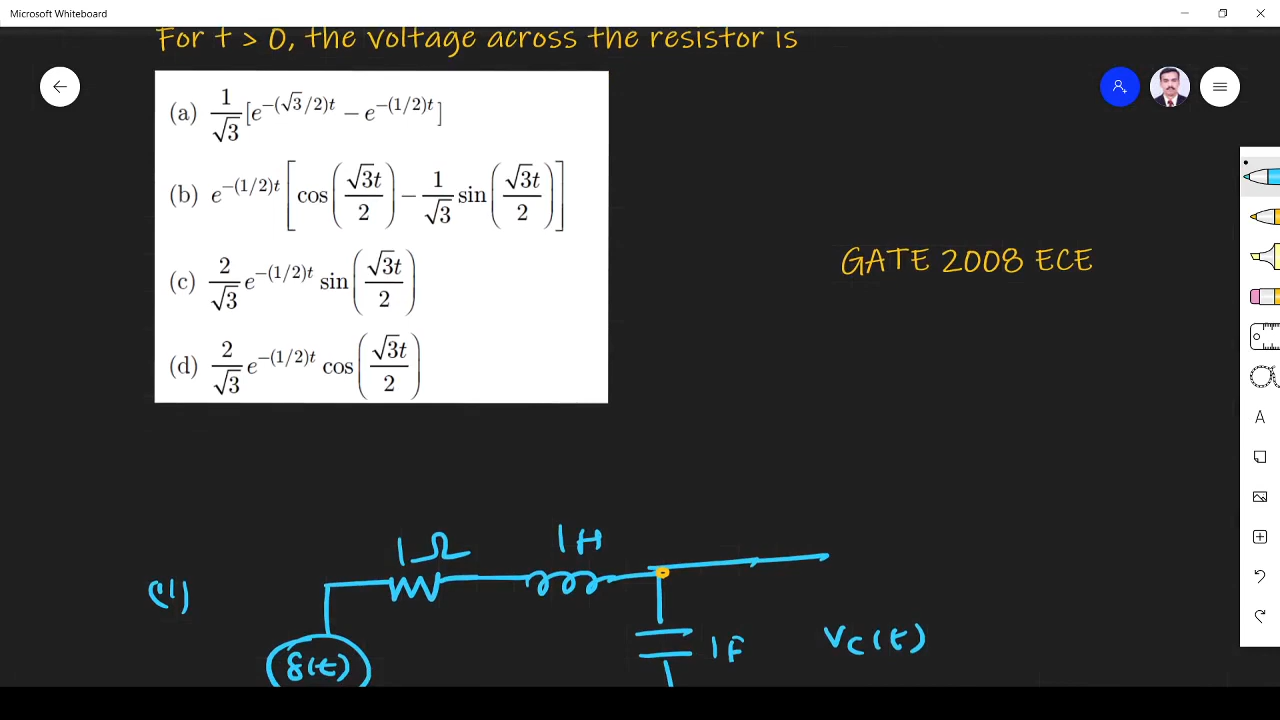 Microsoft Whiteboard
For t > 0, the voltage across the resistor is
(a) 1/√3 [e^{-(√3/2)t} − e^{-(1/2)t}]
(b) e^{-(1/2)t} [cos(√3t/2) − 1/√3 sin(√3t/2)]
(c) 2/√3 e^{-(1/2)t} sin(√3t/2)
(d) 2/√3 e^{-(1/2)t} cos(√3t/2)
GATE 2008 ECE
1Ω
1H
δ(t)
1F
Vc(t)
A